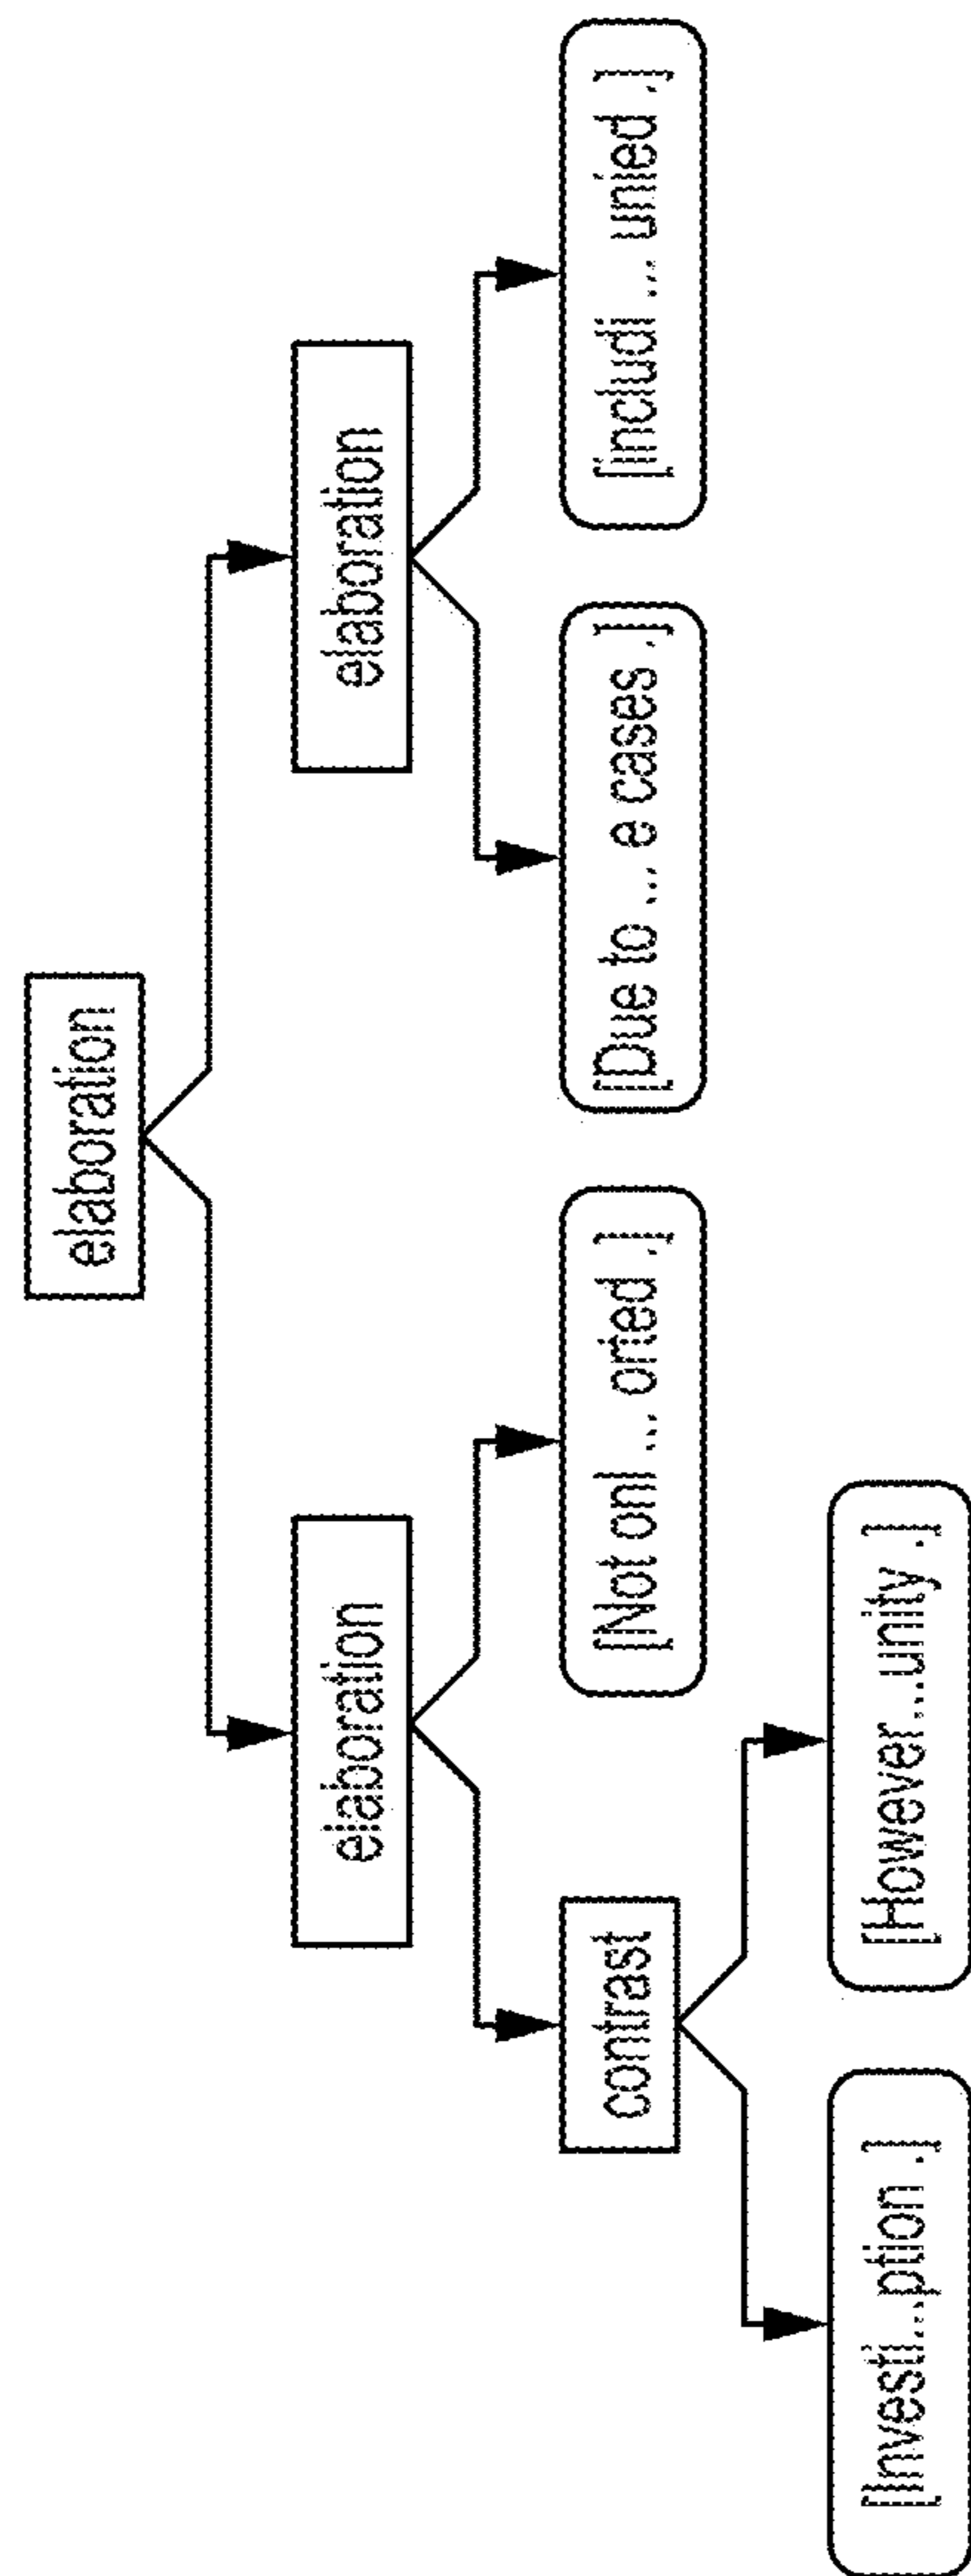 elaboration
elaboration
elaboration
contrast
[Not onl ... oried .]
[Due to ... e cases .]
[includi ... unied .]
[Investi...ption .]
[However...unity .]